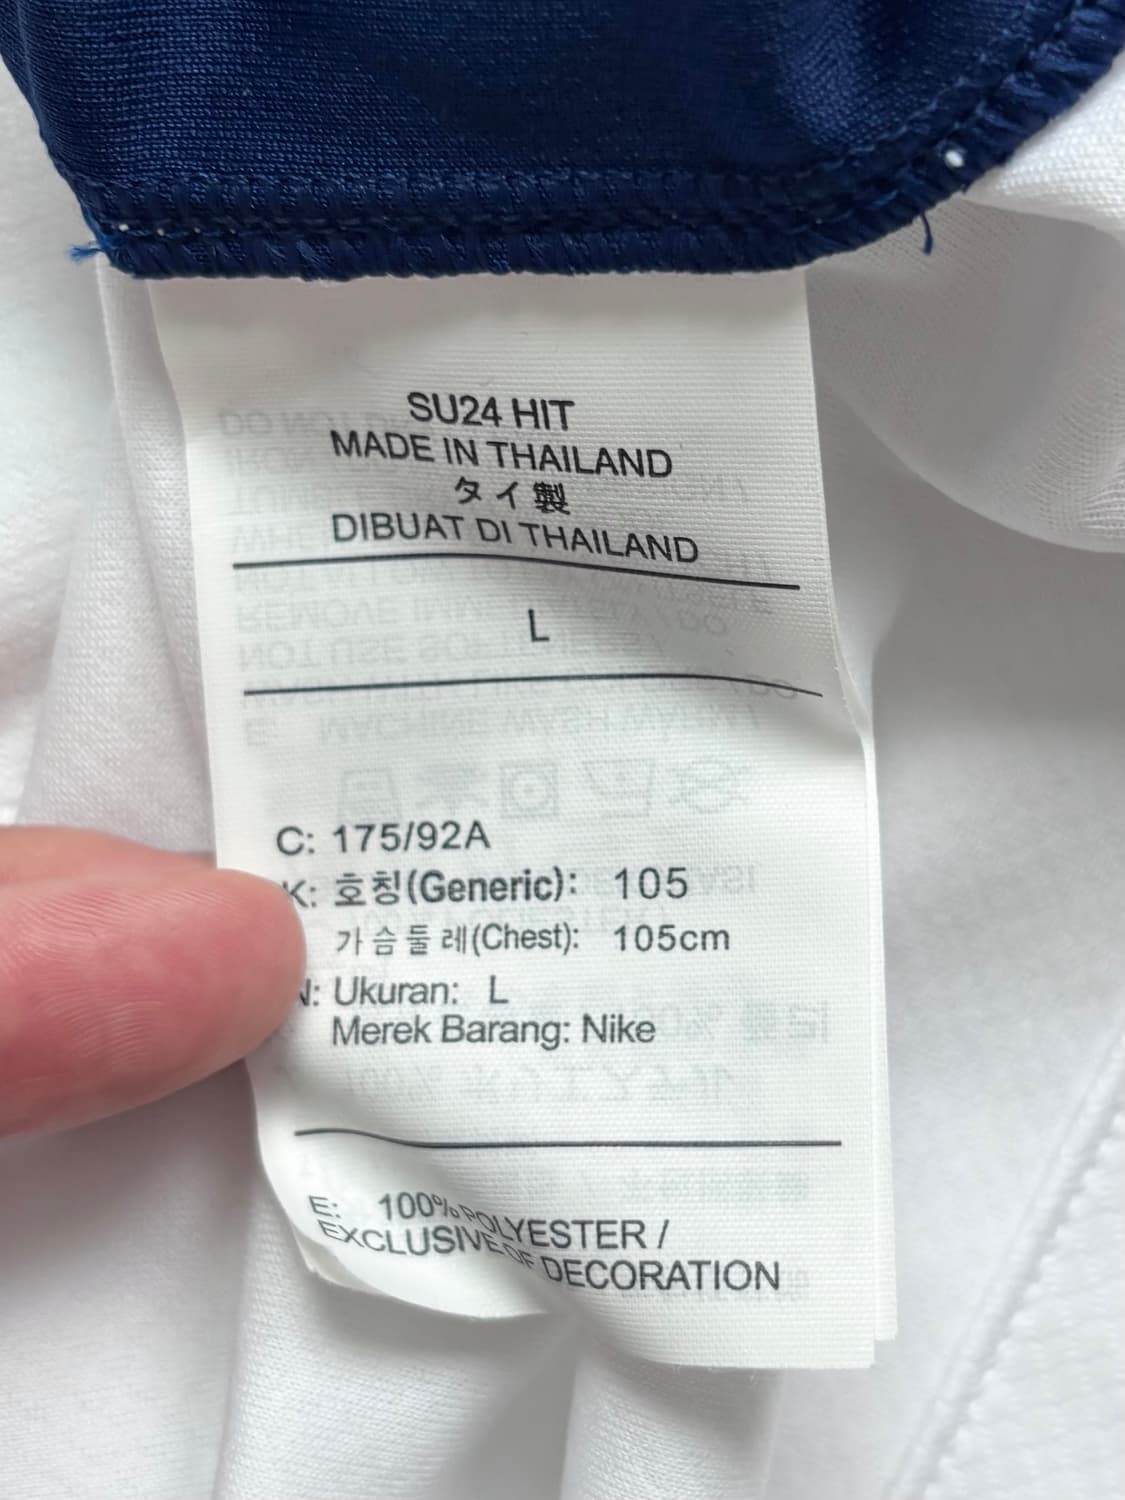 SU24 HIT
MADE IN THAILAND
タイ製
DIBUAT DI THAILAND
L
C: 175/92A
K: 호칭(Generic): 105
가슴둘레(Chest): 105cm
N: Ukuran: L
Merek Barang: Nike
E: 100% POLYESTER /
EXCLUSIVE OF DECORATION